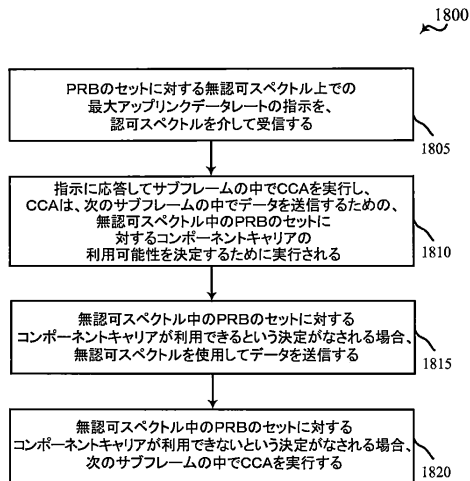 1800
PRBのセットに対する無認可スペクトル上での
最大アップリンクデータレートの指示を、
認可スペクトルを介して受信する
1805
指示に応答してサブフレームの中でCCAを実行し、
CCAは、次のサブフレームの中でデータを送信するための、
無認可スペクトル中のPRBのセットに
対するコンポーネントキャリアの
利用可能性を決定するために実行される
1810
無認可スペクトル中のPRBのセットに対する
コンポーネントキャリアが利用できるという決定がなされる場合、
無認可スペクトルを使用してデータを送信する
1815
無認可スペクトル中のPRBのセットに対する
コンポーネントキャリアが利用できないという決定がなされる場合、
次のサブフレームの中でCCAを実行する
1820